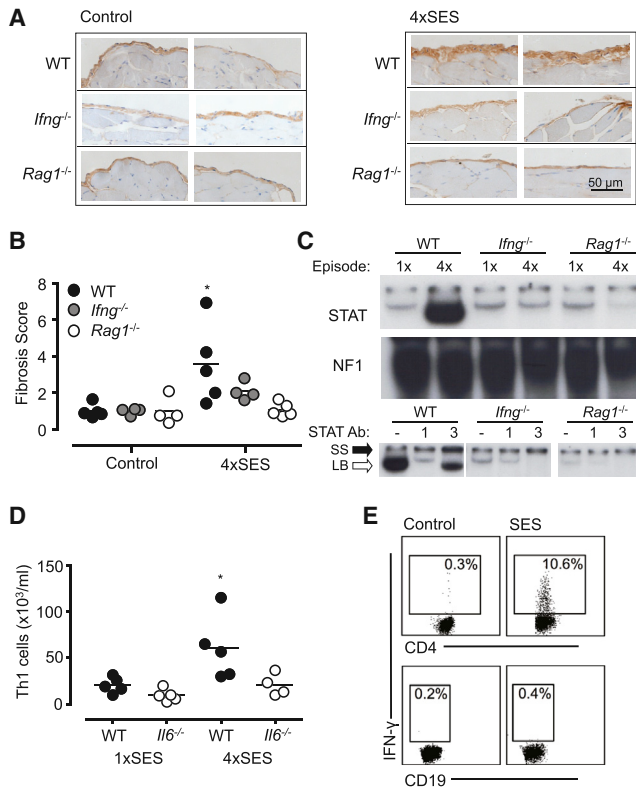 A
Control
4xSES
WT
WT
Ifng-/-
Ifng-/-
Rag1-/-
Rag1-/-
50 µm
B
Fibrosis Score
8
6
4
2
0
WT
Ifng-/-
Rag1-/-
*
Control
4xSES
C
WT
Ifng-/-
Rag1-/-
Episode:
1x
4x
1x
4x
1x
4x
STAT
NF1
WT
Ifng-/-
Rag1-/-
STAT Ab:
-
1
3
-
1
3
-
1
3
SS
LB
D
Th1 cells (x10³/ml)
150
100
50
0
*
WT
Il6-/-
WT
Il6-/-
1xSES
4xSES
E
Control
SES
0.3%
10.6%
CD4
0.2%
0.4%
IFN-γ
CD19